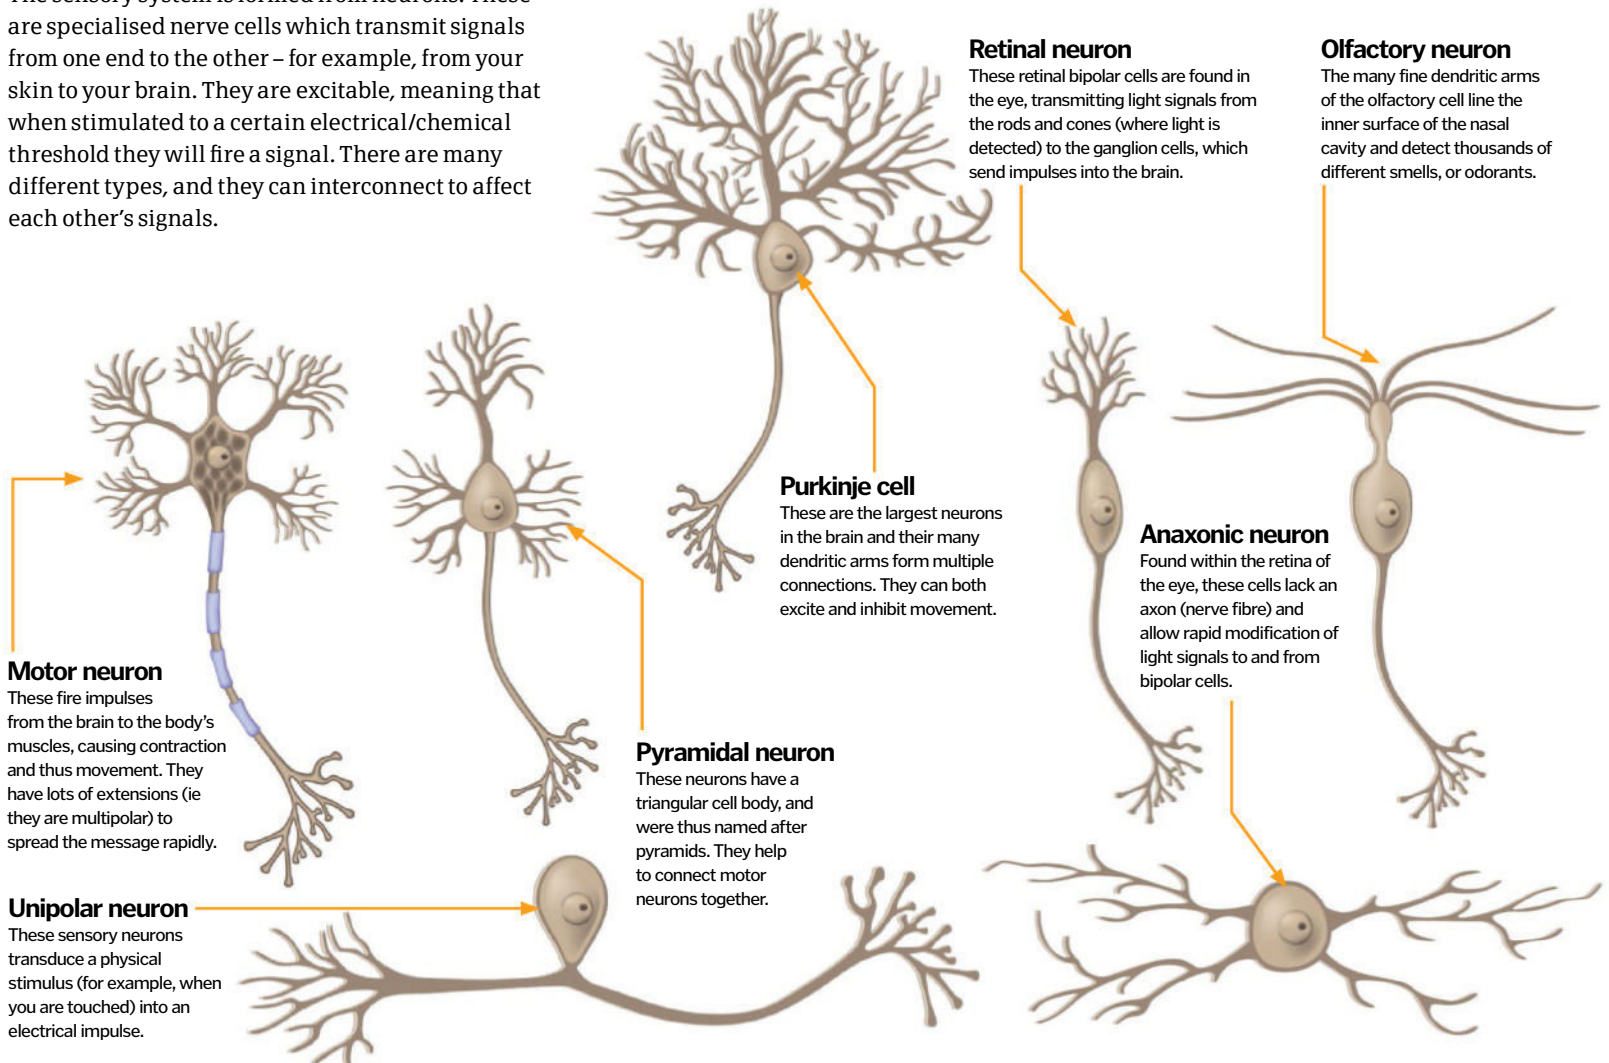 The sensory system is formed from neurons. These
are specialised nerve cells which transmit signals
from one end to the other – for example, from your
skin to your brain. They are excitable, meaning that
when stimulated to a certain electrical/chemical
threshold they will fire a signal. There are many
different types, and they can interconnect to affect
each other's signals.
Retinal neuron
These retinal bipolar cells are found in
the eye, transmitting light signals from
the rods and cones (where light is
detected) to the ganglion cells, which
send impulses into the brain.
Olfactory neuron
The many fine dendritic arms
of the olfactory cell line the
inner surface of the nasal
cavity and detect thousands of
different smells, or odorants.
Purkinje cell
These are the largest neurons
in the brain and their many
dendritic arms form multiple
connections. They can both
excite and inhibit movement.
Anaxonic neuron
Found within the retina of
the eye, these cells lack an
axon (nerve fibre) and
allow rapid modification of
light signals to and from
bipolar cells.
Motor neuron
These fire impulses
from the brain to the body's
muscles, causing contraction
and thus movement. They
have lots of extensions (ie
they are multipolar) to
spread the message rapidly.
Pyramidal neuron
These neurons have a
triangular cell body, and
were thus named after
pyramids. They help
to connect motor
neurons together.
Unipolar neuron
These sensory neurons
transduce a physical
stimulus (for example, when
you are touched) into an
electrical impulse.